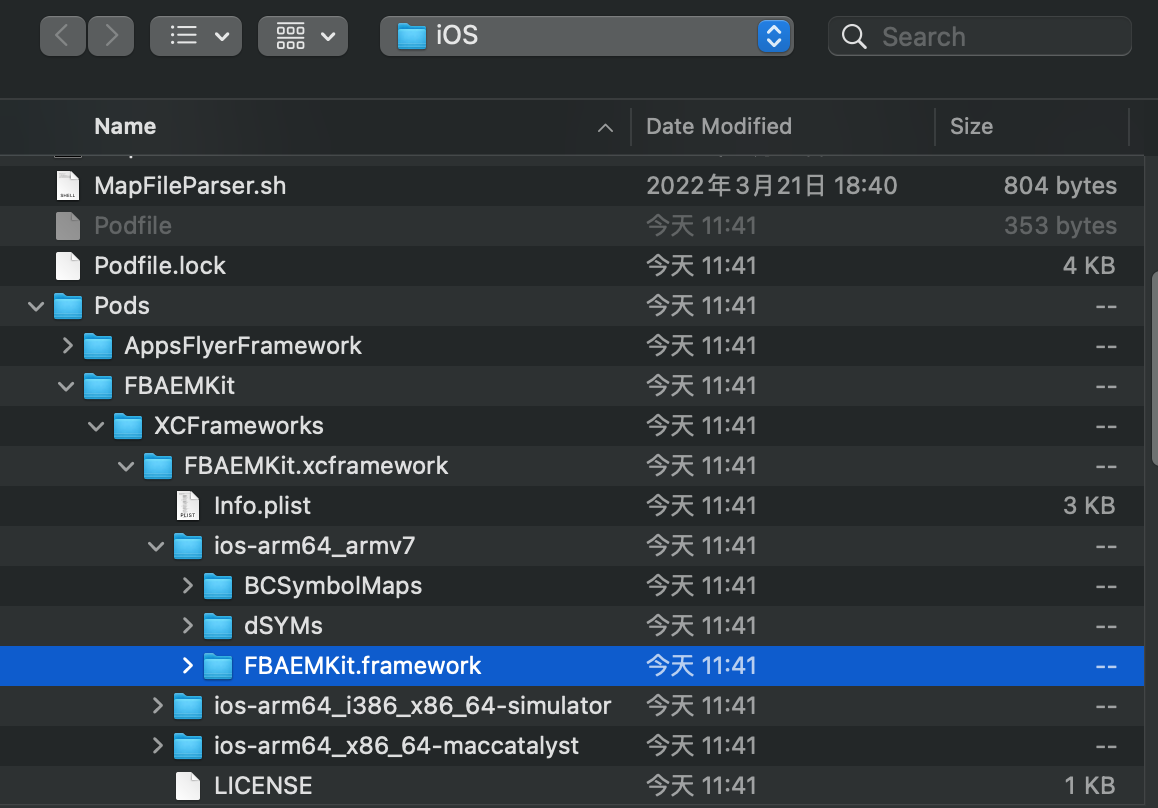 iOS
Search
Name Date Modified Size
MapFileParser.sh 2022年3月21日 18:40 804 bytes
Podfile 今天 11:41 353 bytes
Podfile.lock 今天 11:41 4 KB
Pods 今天 11:41 --
AppsFlyerFramework 今天 11:41 --
FBAEMKit 今天 11:41 --
XCFrameworks 今天 11:41 --
FBAEMKit.xcframework 今天 11:41 --
Info.plist 今天 11:41 3 KB
ios-arm64_armv7 今天 11:41 --
BCSymbolMaps 今天 11:41 --
dSYMs 今天 11:41 --
FBAEMKit.framework 今天 11:41 --
ios-arm64_i386_x86_64-simulator 今天 11:41 --
ios-arm64_x86_64-maccatalyst 今天 11:41 --
LICENSE 今天 11:41 1 KB